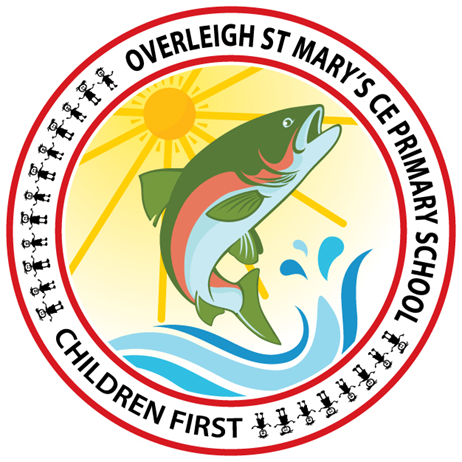 OVERLEIGH ST MARY'S CE PRIMARY SCHOOL
CHILDREN FIRST